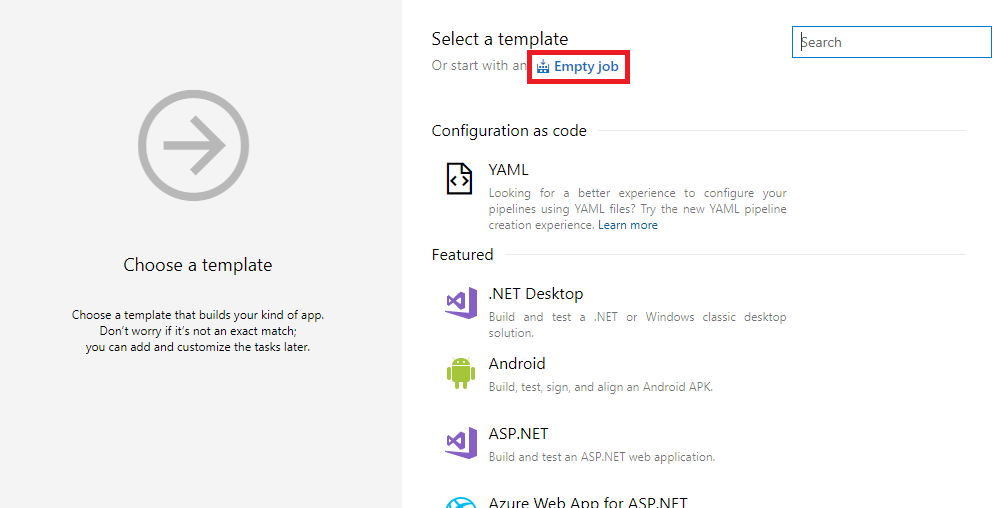 Select a template
Search
Or start with an Empty job
Choose a template
Choose a template that builds your kind of app.
Don't worry if it's not an exact match;
you can add and customize the tasks later.
Configuration as code
YAML
Looking for a better experience to configure your
pipelines using YAML files? Try the new YAML pipeline
creation experience. Learn more
Featured
.NET Desktop
Build and test a .NET or Windows classic desktop
solution.
Android
Build, test, sign, and align an Android APK.
ASP.NET
Build and test an ASP.NET web application.
Azure Web App for ASP.NET